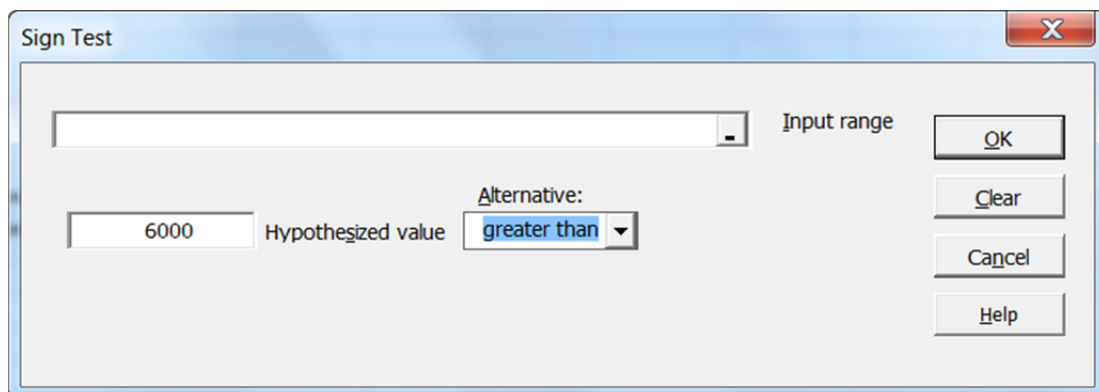 Sign Test
Input range
OK
Alternative:
Clear
6000 Hypothesized value greater than
Cancel
Help